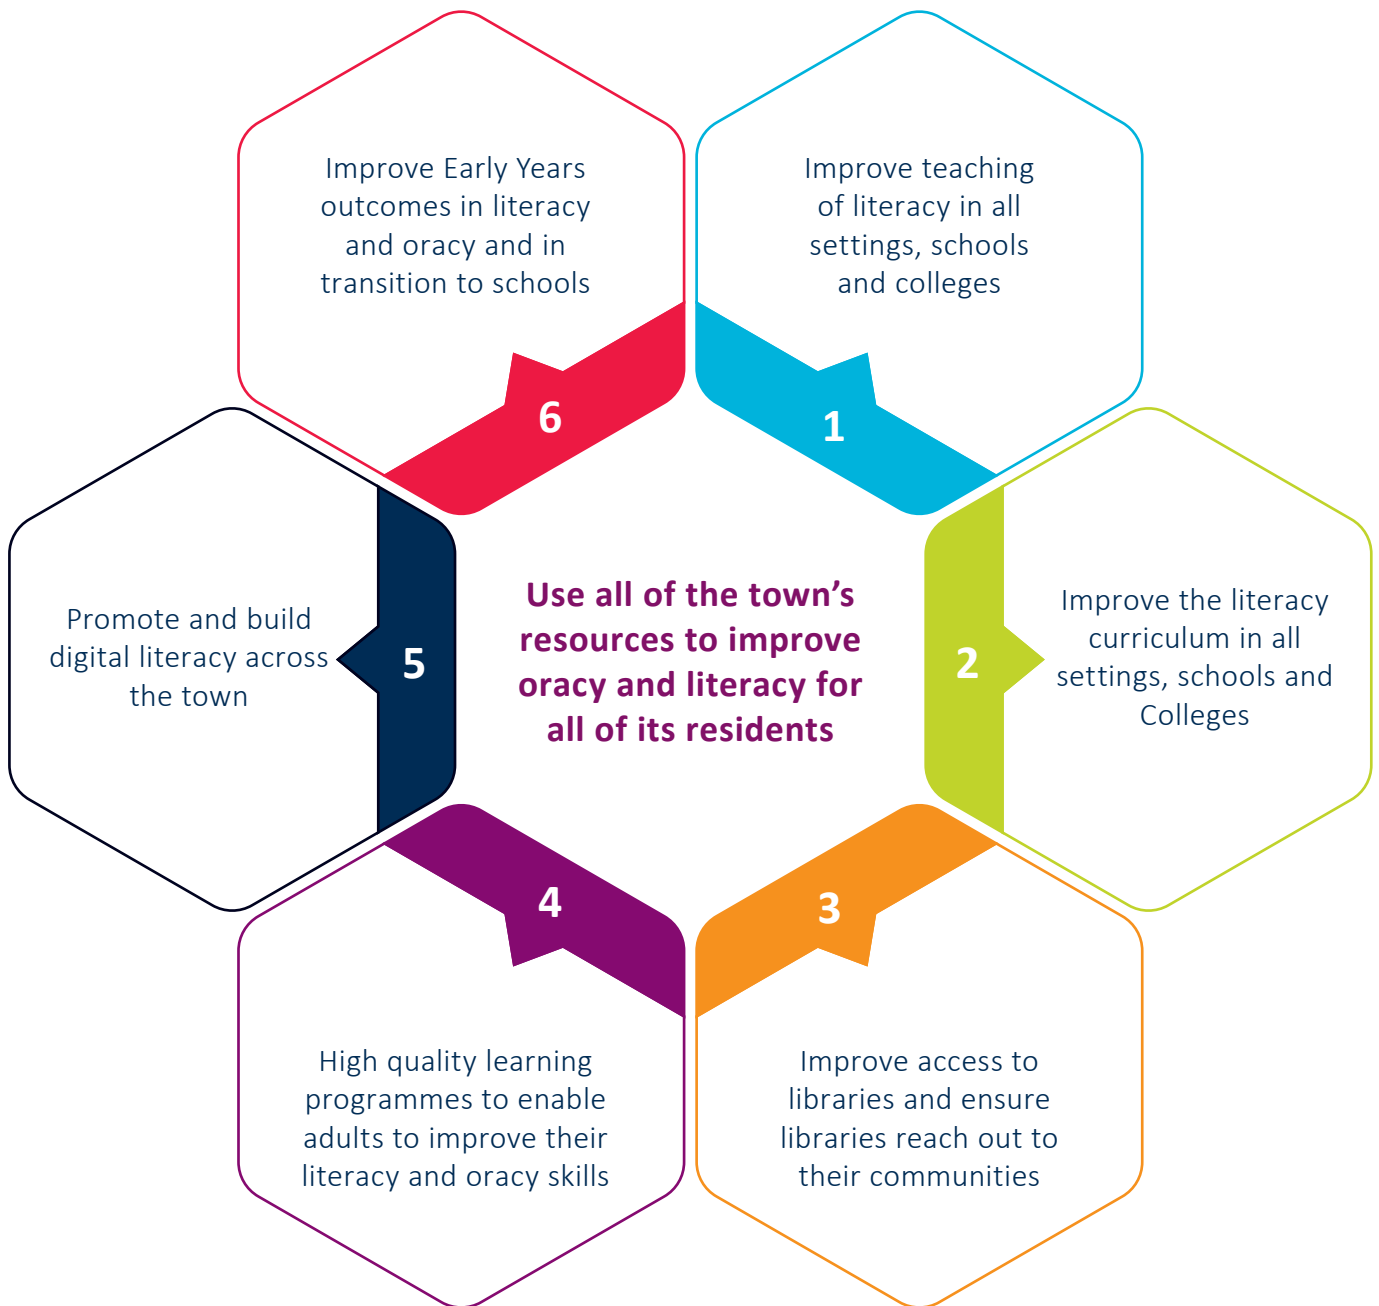 Improve Early Years
outcomes in literacy
and oracy and in
transition to schools
6
Improve teaching
of literacy in all
settings, schools
and colleges
1
Promote and build
digital literacy across
the town
5
Use all of the town’s
resources to improve
oracy and literacy for
all of its residents
2
Improve the literacy
curriculum in all
settings, schools and
Colleges
4
High quality learning
programmes to enable
adults to improve their
literacy and oracy skills
3
Improve access to
libraries and ensure
libraries reach out to
their communities